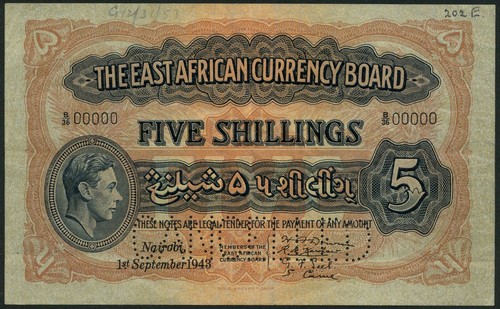 202 E
THE EAST AFRICAN CURRENCY BOARD
B/36 00000 B/36 00000
FIVE SHILLINGS
شيلينغ ٥ ૫ શીલીંગ
5
THESE NOTES ARE LEGAL TENDER FOR THE PAYMENT OF ANY AMOUNT
Nairobi,
1st September 1943
MEMBERS OF THE
EAST AFRICAN
CURRENCY BOARD